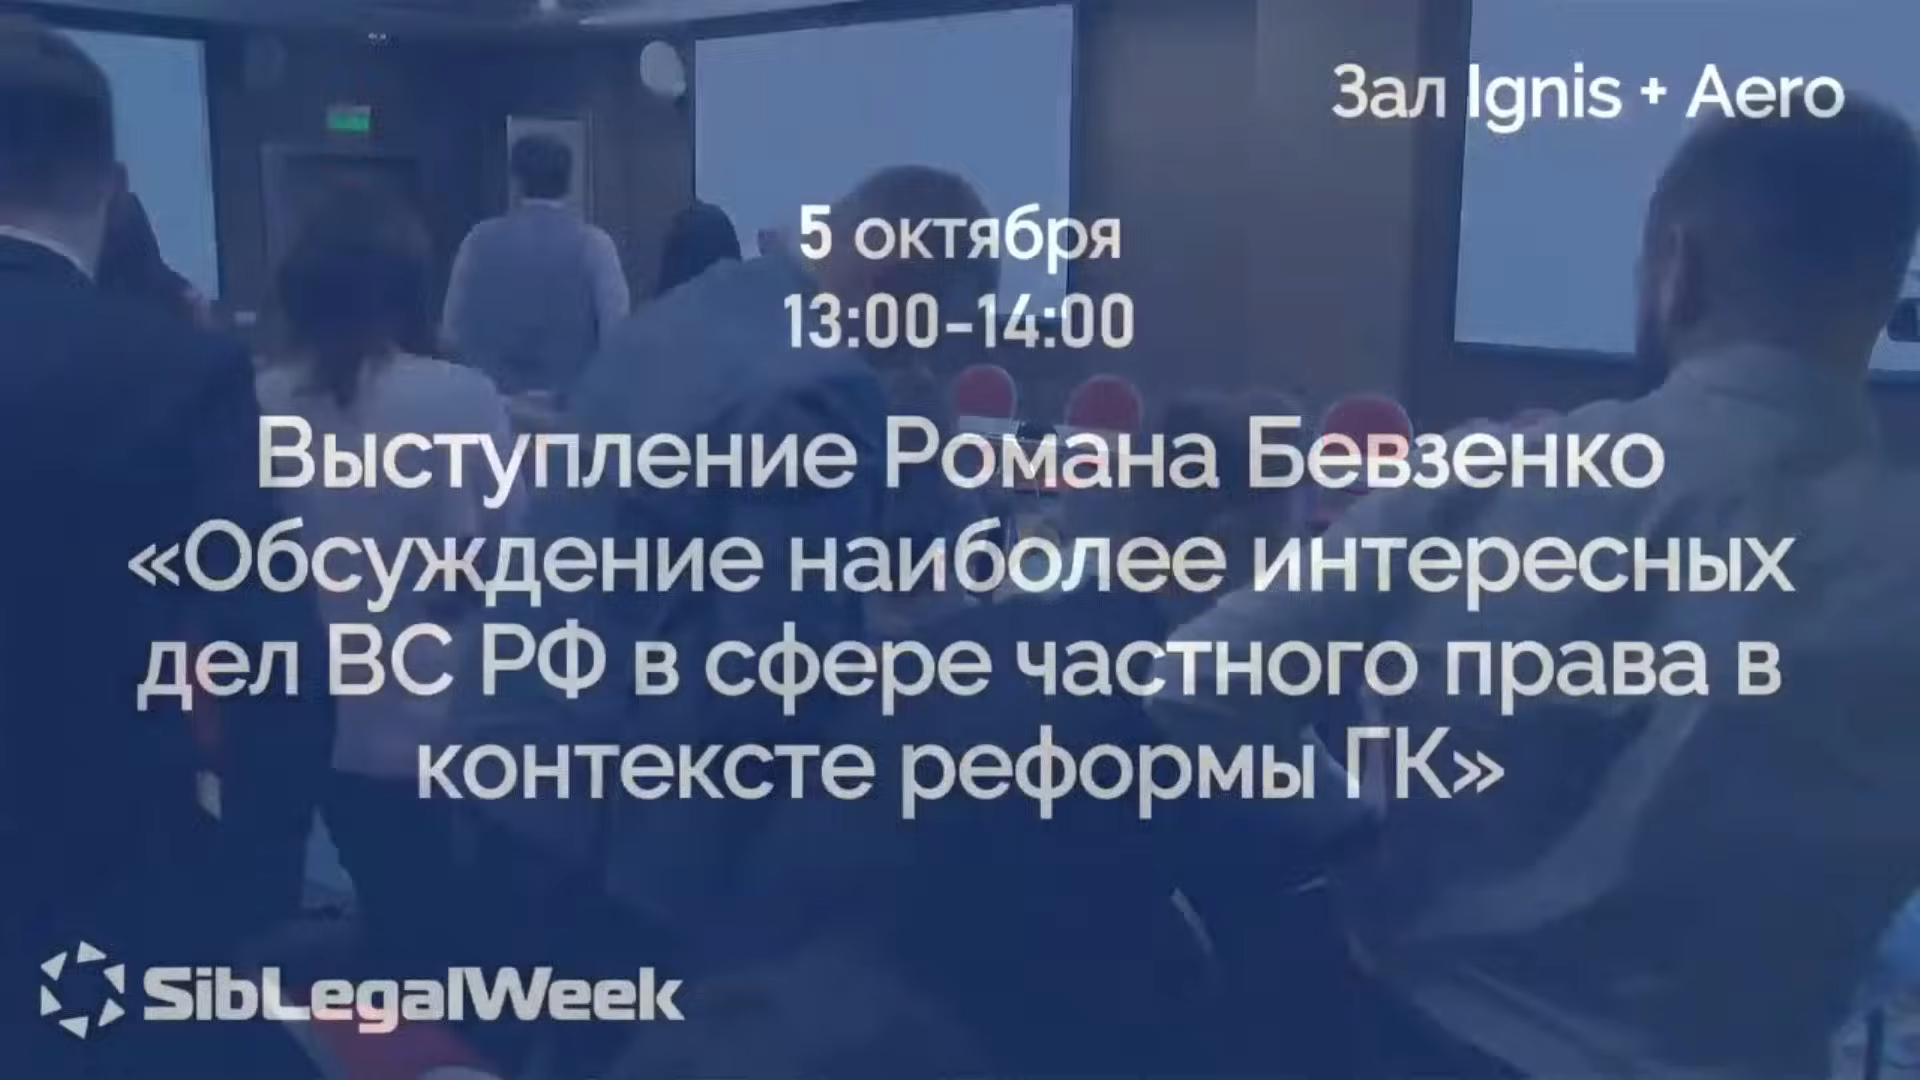 Зал Ignis + Aero
5 октября
13:00-14:00
Выступление Романа Бевзенко
«Обсуждение наиболее интересных
дел ВС РФ в сфере частного права в
контексте реформы ГК»
SibLegalWeek